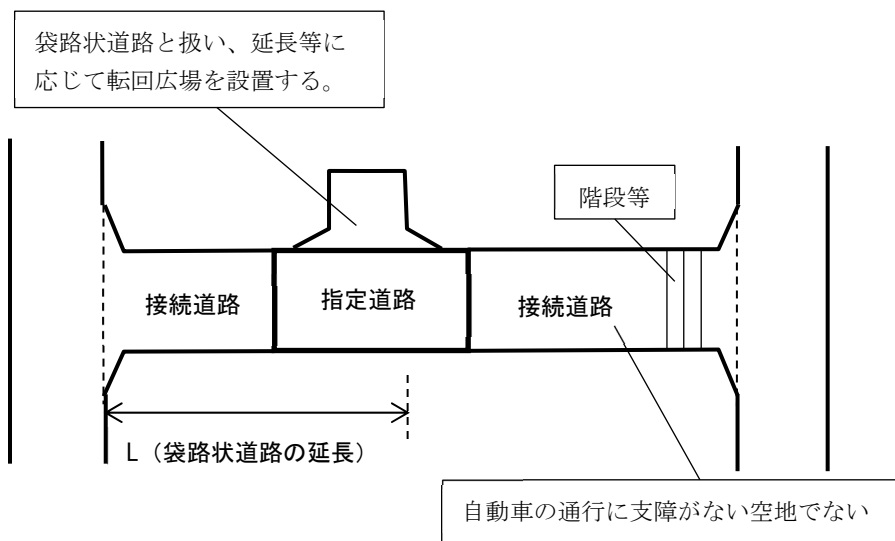 袋路状道路と扱い、延長等に
応じて転回広場を設置する。
階段等
接続道路
指定道路
接続道路
L（袋路状道路の延長）
自動車の通行に支障がない空地でない